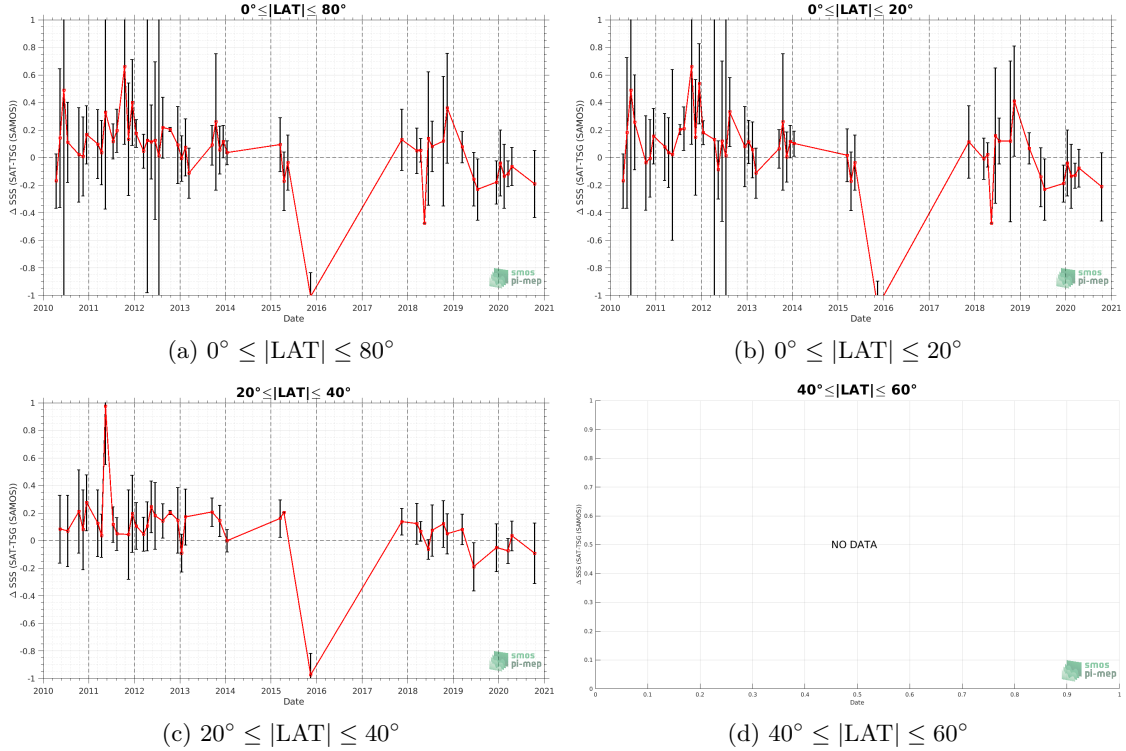 0°≤|LAT|≤ 80°
Δ SSS (SAT-TSG (SAMOS))
1
0.8
0.6
0.4
0.2
0
-0.2
-0.4
-0.6
-0.8
-1
2010 2011 2012 2013 2014 2015 2016 2017 2018 2019 2020 2021
Date
smos
pi-mep
(a) 0° ≤ |LAT| ≤ 80°
0°≤|LAT|≤ 20°
Δ SSS (SAT-TSG (SAMOS))
1
0.8
0.6
0.4
0.2
0
-0.2
-0.4
-0.6
-0.8
-1
2010 2011 2012 2013 2014 2015 2016 2017 2018 2019 2020 2021
Date
smos
pi-mep
(b) 0° ≤ |LAT| ≤ 20°
20°≤|LAT|≤ 40°
Δ SSS (SAT-TSG (SAMOS))
1
0.8
0.6
0.4
0.2
0
-0.2
-0.4
-0.6
-0.8
-1
2010 2011 2012 2013 2014 2015 2016 2017 2018 2019 2020 2021
Date
smos
pi-mep
(c) 20° ≤ |LAT| ≤ 40°
40°≤|LAT|≤ 60°
Δ SSS (SAT-TSG (SAMOS))
1
0.9
0.8
0.7
0.6
0.5
0.4
0.3
0.2
0.1
0
NO DATA
0 0.1 0.2 0.3 0.4 0.5 0.6 0.7 0.8 0.9 1
Date
smos
pi-mep
(d) 40° ≤ |LAT| ≤ 60°